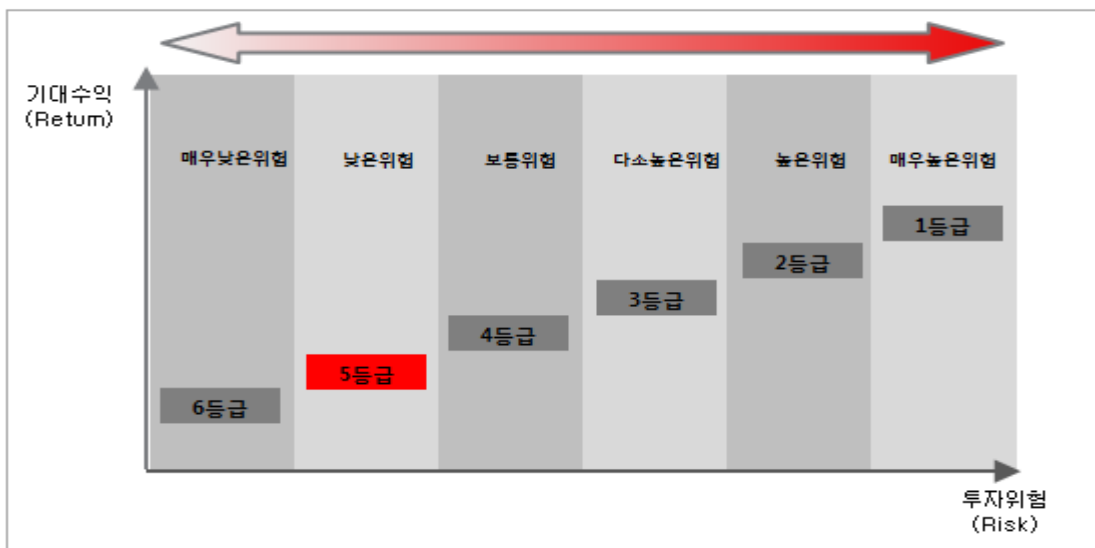 기대수익
(Retum)
매우낮은위험
낮은위험
보통위험
다소높은위험
높은위험
매우높은위험
1등급
2등급
3등급
4등급
5등급
6등급
투자위험
(Risk)